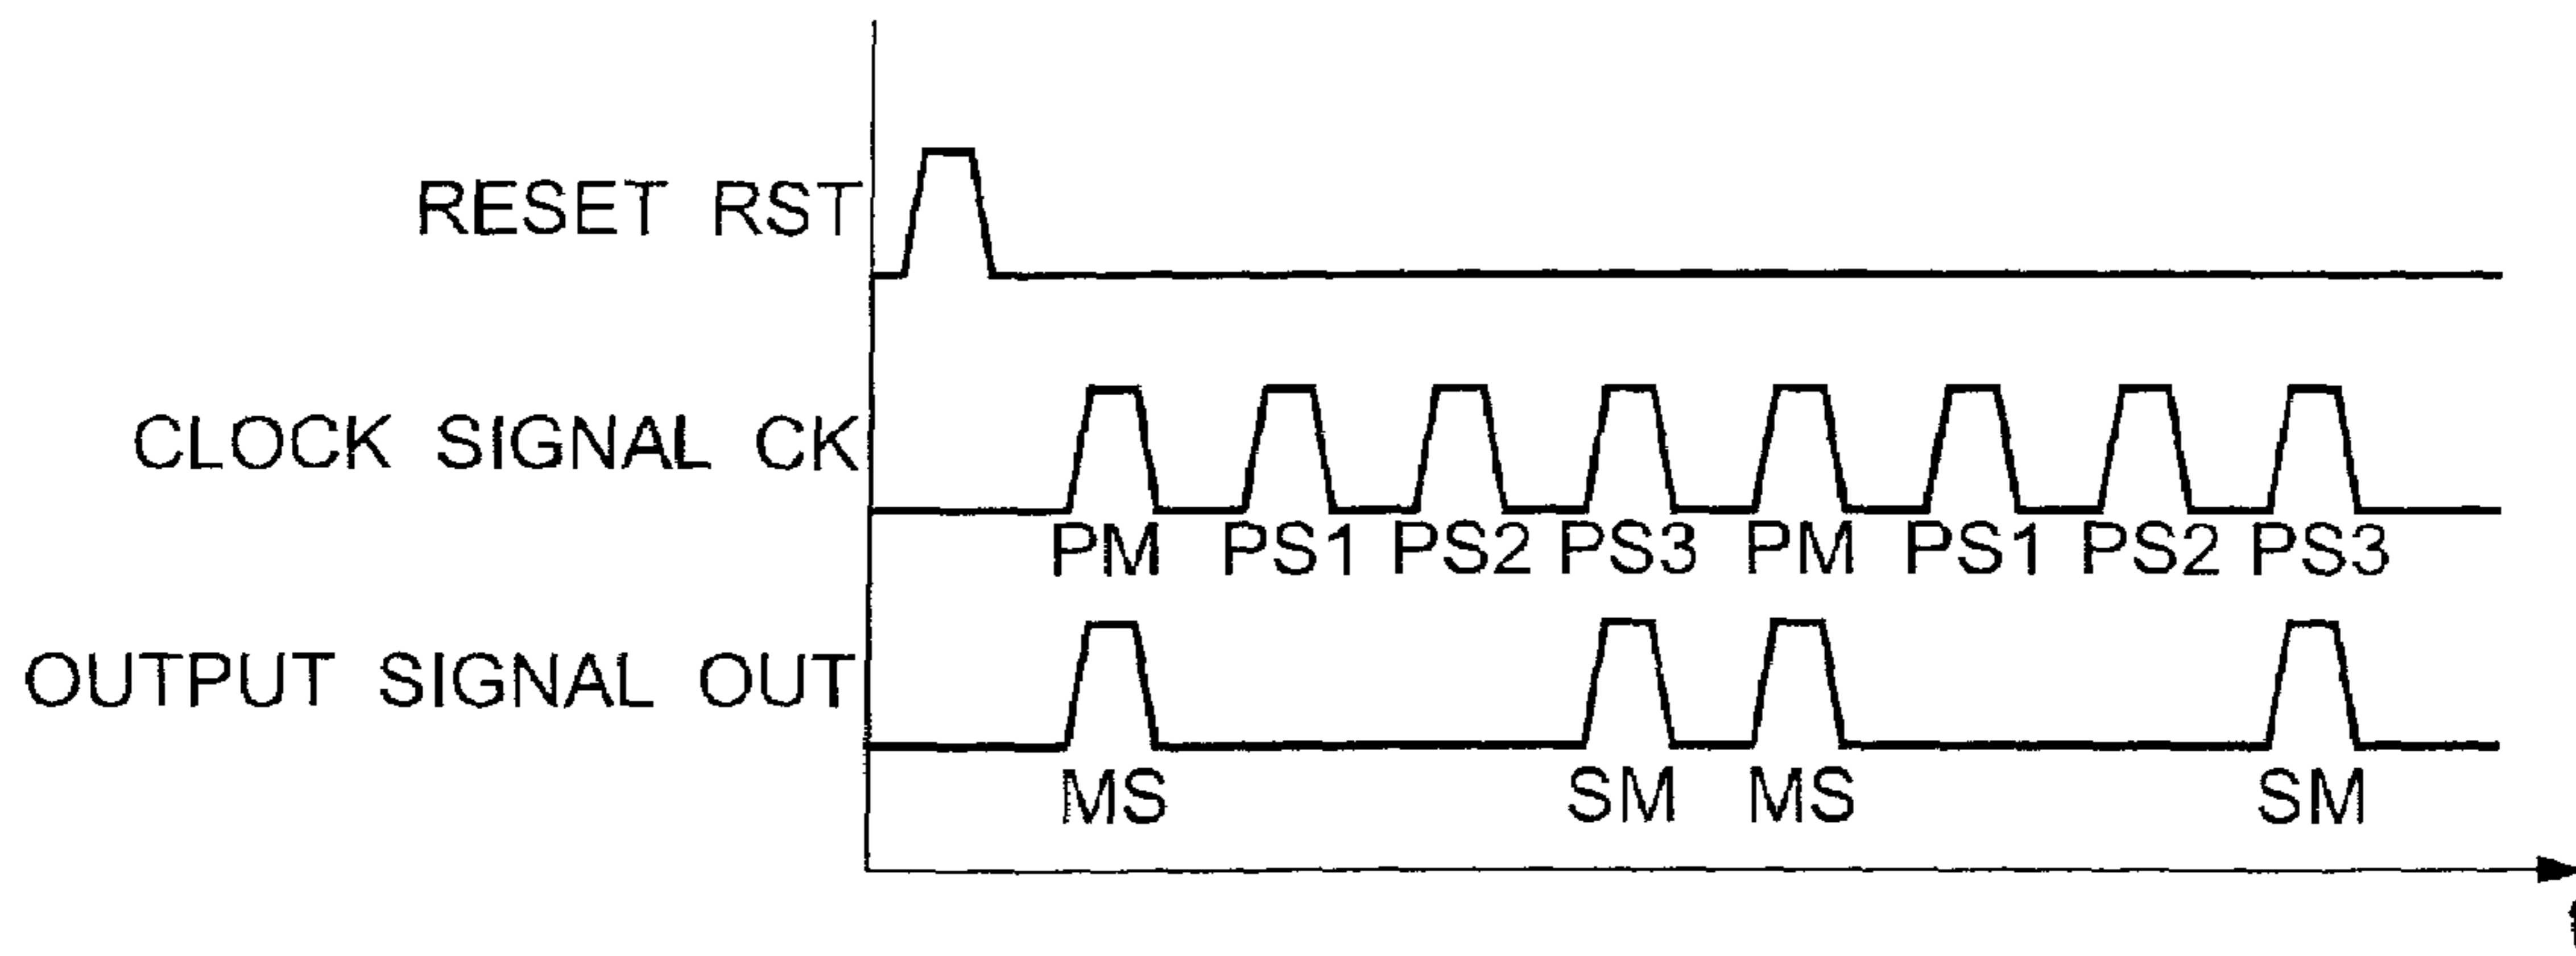 RESET RST
CLOCK SIGNAL CK
PM PS1 PS2 PS3 PM PS1 PS2 PS3
OUTPUT SIGNAL OUT
MS SM MS SM